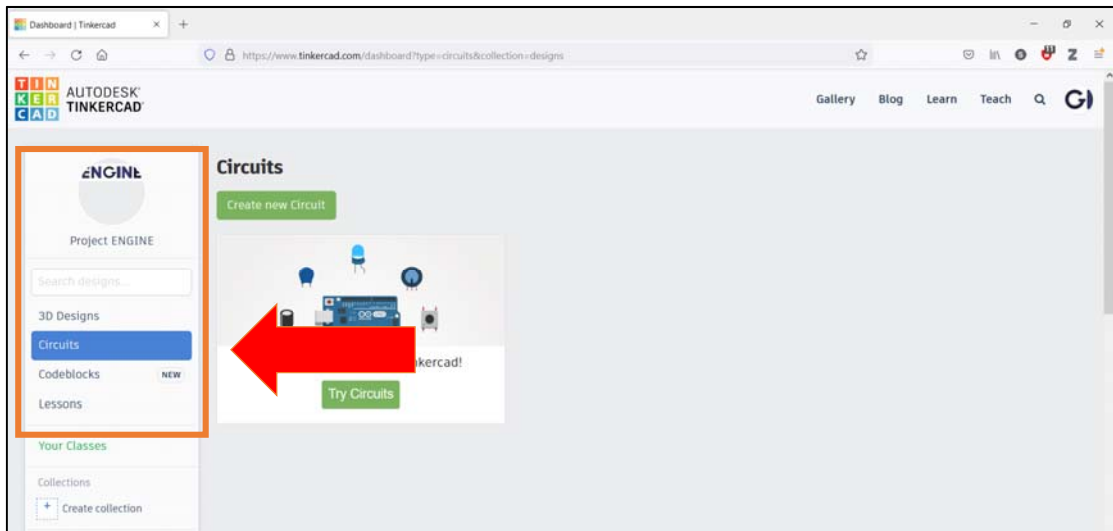 Dashboard | Tinkercad
https://www.tinkercad.com/dashboard?type=circuits&collection=designs
TIN
KER
CAD
AUTODESK
TINKERCAD
Gallery Blog Learn Teach
ENGINE
Project ENGINE
Search designs...
3D Designs
Circuits
Codeblocks NEW
Lessons
Your Classes
Collections
+ Create collection
Circuits
Create new Circuit
nkercad!
Try Circuits